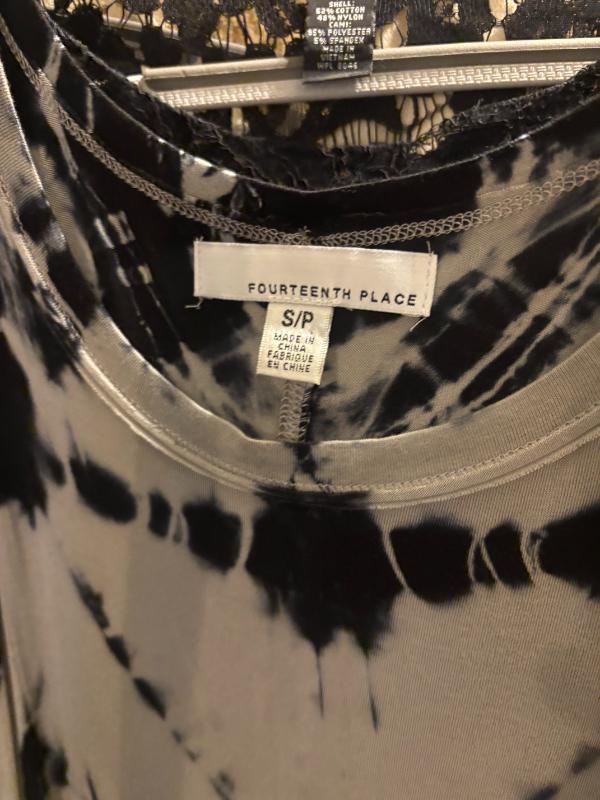 SHELL:
52% COTTON
48% NYLON
CAMI:
95% POLYESTER
5% SPANDEX
MADE IN
VIETNAM
FOURTEENTH PLACE
S/P
MADE IN
CHINA
FABRIQUE
EN CHINE